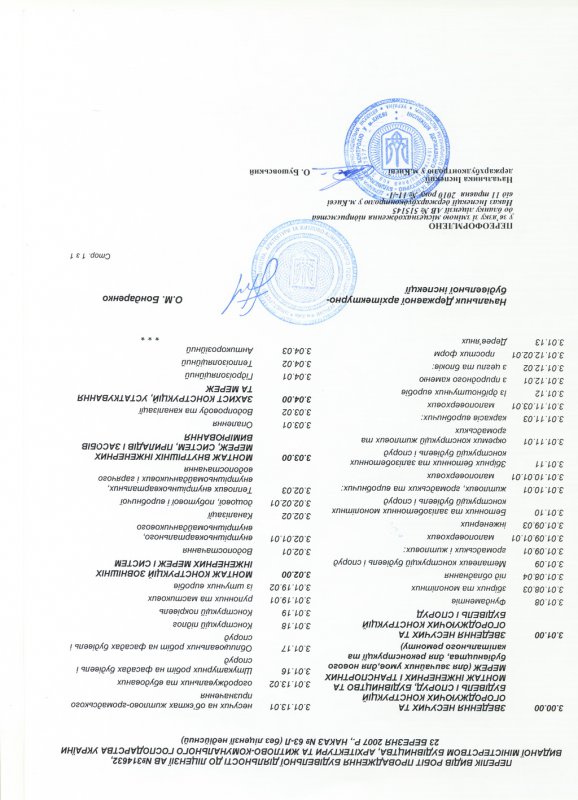 ПЕРЕЛІК ВИДІВ РОБІТ ПРОВАДЖЕННЯ БУДІВЕЛЬНОЇ ДІЯЛЬНОСТІ ДО ЛІЦЕНЗІЇ АВ №314632,
ВИДАНОЇ МІНІСТЕРСТВОМ БУДІВНИЦТВА, АРХІТЕКТУРИ ТА ЖИТЛОВО-КОМУНАЛЬНОГО ГОСПОДАРСТВА УКРАЇНИ
23 БЕРЕЗНЯ 2007 Р., НАКАЗ № 63-Л (без ліцензії недійсний)
3.00.00 ЗВЕДЕННЯ НЕСУЧИХ ТА
ОГОРОДЖУЮЧИХ КОНСТРУКЦІЙ
БУДІВЕЛЬ І СПОРУД, БУДІВНИЦТВО ТА
МОНТАЖ ІНЖЕНЕРНИХ І ТРАНСПОРТНИХ
МЕРЕЖ (для звичайних умов, для нового
будівництва, для реконструкції та
капітального ремонту)
3.01.00 ЗВЕДЕННЯ НЕСУЧИХ ТА
ОГОРОДЖУЮЧИХ КОНСТРУКЦІЙ
БУДІВЕЛЬ І СПОРУД
3.01.08 Фундаментів
3.01.08.03 збірних та монолітних
3.01.08.04 під обладнання
3.01.09 Металевих конструкцій будівель і споруд
3.01.09.01 громадських і житлових:
3.01.09.01.01 малоповерхових
3.01.09.03 інженерних
3.01.10 Бетонних та залізобетонних монолітних
конструкцій будівель і споруд
3.01.10.01 житлових, громадських та виробничих:
3.01.10.01.01 малоповерхових
3.01.11 Збірних бетонних та залізобетонних
конструкцій будівель і споруд
3.01.11.01 окремих конструкцій житлових та
громадських
3.01.11.03 каркасів виробничих:
3.01.11.03.01 малоповерхових
3.01.12 Із дрібноштучних виробів
3.01.12.01 з природного каменю
3.01.12.02 з цегли та блоків:
3.01.12.02.01 простих форм
3.01.13 Дерев'яних
3.01.13.01 несучих на об'єктах житлово-громадського
призначення
3.01.13.02 огороджувальних та вбудованих
3.01.16 Штукатурних робіт на фасадах будівель і
споруд
3.01.17 Обличувальних робіт на фасадах будівель і
споруд
3.01.18 Конструкцій підлог
3.01.19 Конструкцій покрівель
3.01.19.01 рулонних та мастикових
3.01.19.02 із штучних виробів
3.02.00 МОНТАЖ КОНСТРУКЦІЙ ЗОВНІШНІХ
ІНЖЕНЕРНИХ МЕРЕЖ І СИСТЕМ
3.02.01 Водопостачання
3.02.01.01 внутрішньоквартального,
внутрішньомайданчикового
3.02.02 Каналізації
3.02.02.01 дощової, побутової і виробничої
3.02.03 Теплових внутрішньоквартальних,
внутрішньомайданчикових і гарячого
водопостачання
3.03.00 МОНТАЖ ВНУТРІШНІХ ІНЖЕНЕРНИХ
МЕРЕЖ, СИСТЕМ, ПРИЛАДІВ І ЗАСОБІВ
ВИМІРЮВАННЯ
3.03.01 Опалення
3.03.02 Водопроводу та каналізації
3.04.00 ЗАХИСТ КОНСТРУКЦІЙ, УСТАТКУВАННЯ
ТА МЕРЕЖ
3.04.01 Гідроізоляційний
3.04.02 Теплоізоляційний
3.04.03 Антикорозійний
* * *
Начальник Державної архітектурно-
будівельної інспекції
О.М. Бондаренко
Стор. 1 з 1
ПЕРЕОФОРМЛЕНО
у зв'язку зі зміною місцезнаходження підприємства
до бланку ліцензії АВ № 515145
Наказ Інспекції держархбудконтролю у м.Києві
від 11 травня 2010 року № 11-Л
Начальник Інспекції
держархбудконтролю у м.Києві О. Бушовський